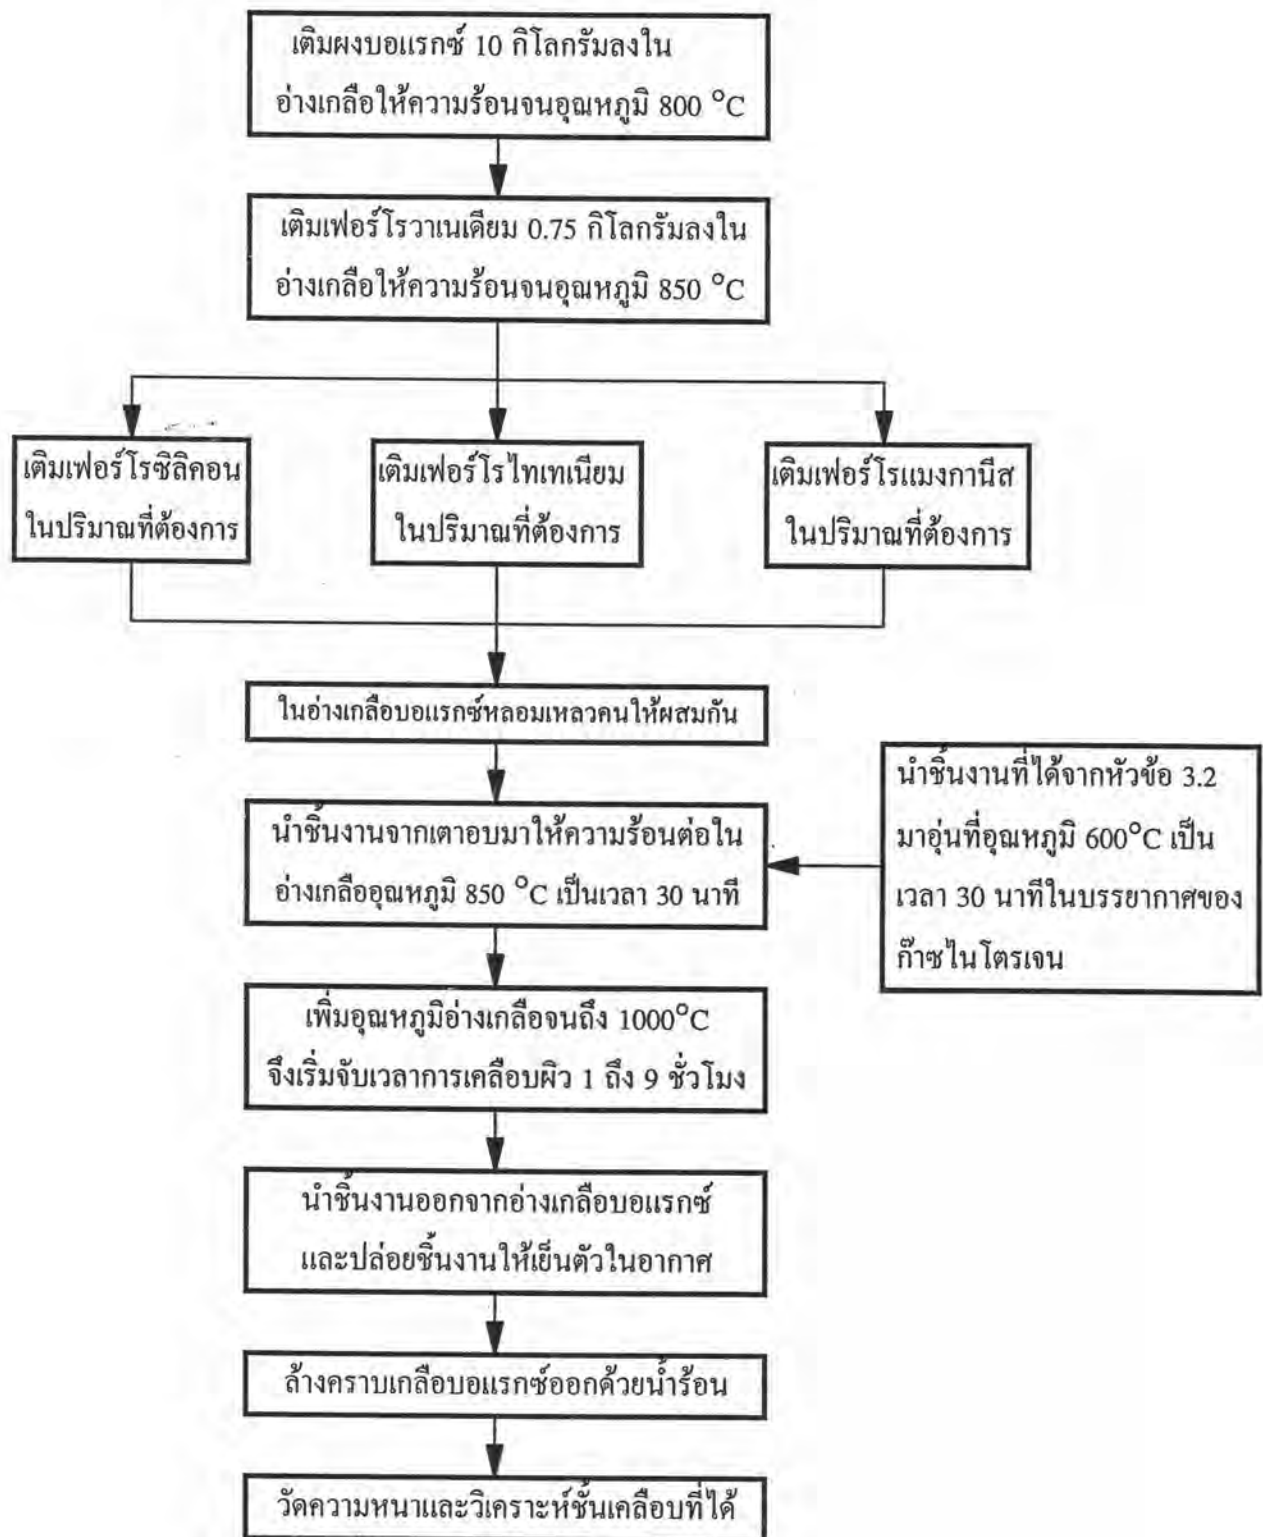 เติมผงบอแรกซ์ 10 กิโลกรัมลงใน
อ่างเกลือให้ความร้อนจนอุณหภูมิ 800 °C
เติมเฟอร์โรวาเนเดียม 0.75 กิโลกรัมลงใน
อ่างเกลือให้ความร้อนจนอุณหภูมิ 850 °C
เติมเฟอร์โรซิลิคอน
ในปริมาณที่ต้องการ
เติมเฟอร์โรไทเทเนียม
ในปริมาณที่ต้องการ
เติมเฟอร์โรแมงกานีส
ในปริมาณที่ต้องการ
ในอ่างเกลือบอแรกซ์หลอมเหลวคนให้ผสมกัน
นำชิ้นงานจากเตาอบมาให้ความร้อนต่อใน
อ่างเกลืออุณหภูมิ 850 °C เป็นเวลา 30 นาที
นำชิ้นงานที่ได้จากหัวข้อ 3.2
มาอุ่นที่อุณหภูมิ 600°C เป็น
เวลา 30 นาทีในบรรยากาศของ
ก๊าซไนโตรเจน
เพิ่มอุณหภูมิอ่างเกลือจนถึง 1000°C
จึงเริ่มจับเวลาการเคลือบผิว 1 ถึง 9 ชั่วโมง
นำชิ้นงานออกจากอ่างเกลือบอแรกซ์
และปล่อยชิ้นงานให้เย็นตัวในอากาศ
ล้างคราบเกลือบอแรกซ์ออกด้วยน้ำร้อน
วัดความหนาและวิเคราะห์ชั้นเคลือบที่ได้